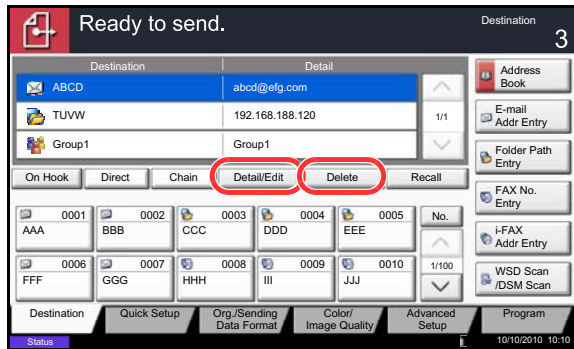 Ready to send.
Destination
3
Destination Detail
ABCD abcd@efg.com
TUVW 192.168.188.120
1/1
Group1 Group1
On Hook Direct Chain Detail/Edit Delete Recall
0001 0002 0003 0004 0005 No.
AAA BBB CCC DDD EEE
0006 0007 0008 0009 0010 1/100
FFF GGG HHH III JJJ
Address
Book
E-mail
Addr Entry
Folder Path
Entry
FAX No.
Entry
i-FAX
Addr Entry
WSD Scan
/DSM Scan
Destination Quick Setup Org./Sending
Data Format Color/
Image Quality Advanced
Setup Program
Status 10/10/2010 10:10